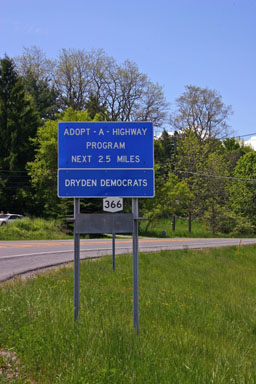 ADOPT-A-HIGHWAY
PROGRAM
NEXT 2.5 MILES
DRYDEN DEMOCRATS
366